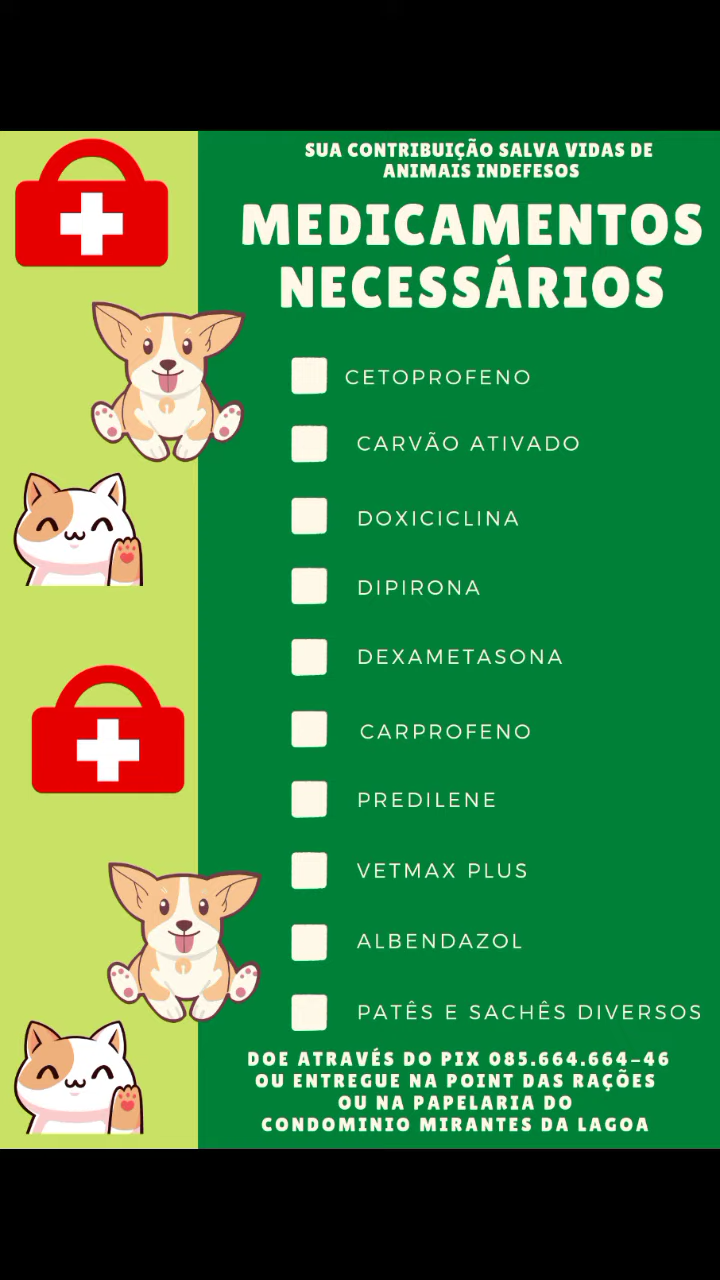 SUA CONTRIBUIÇÃO SALVA VIDAS DE
ANIMAIS INDEFESOS
MEDICAMENTOS
NECESSÁRIOS
CETOPROFENO
CARVÃO ATIVADO
DOXICICLINA
DIPIRONA
DEXAMETASONA
CARPROFENO
PREDILENE
VETMAX PLUS
ALBENDAZOL
PATÊS E SACHÊS DIVERSOS
DOE ATRAVÉS DO PIX 085.664.664-46
OU ENTREGUE NA POINT DAS RAÇÕES
OU NA PAPELARIA DO
CONDOMINIO MIRANTES DA LAGOA